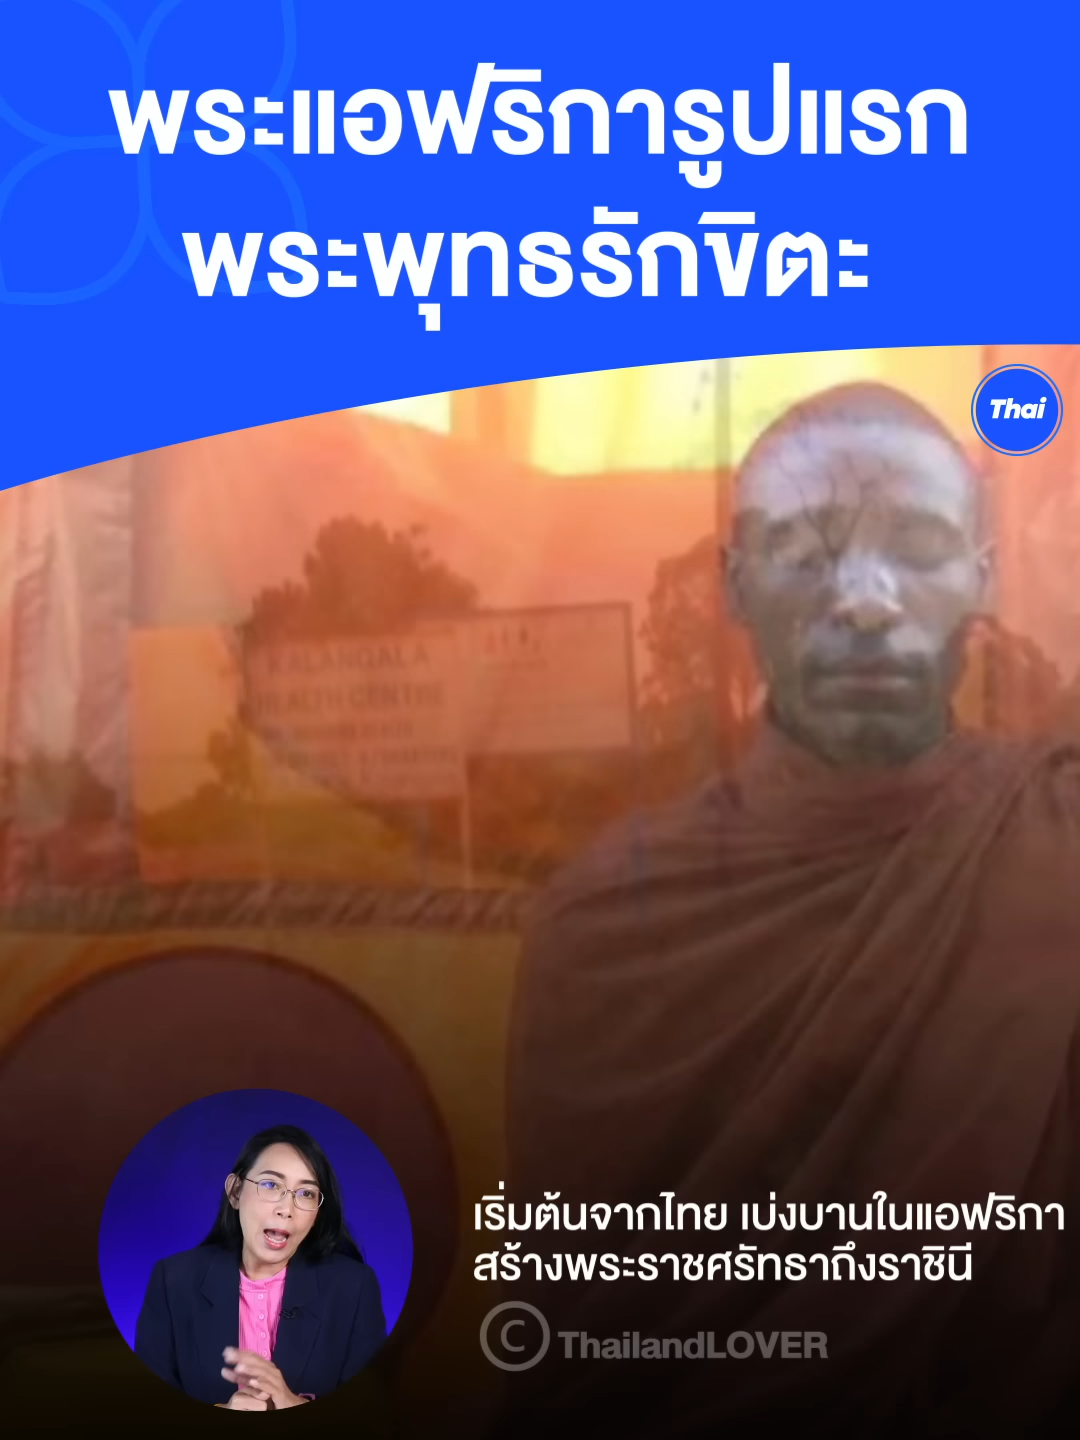 พระแอฟริการูปแรก
พระพุทธรักขิตะ
Thai
KALANGALA
HEALTH CENTRE
เริ่มต้นจากไทย เบ่งบานในแอฟริกา
สร้างพระราชศรัทธาถึงราชินี
© ThailandLOVER